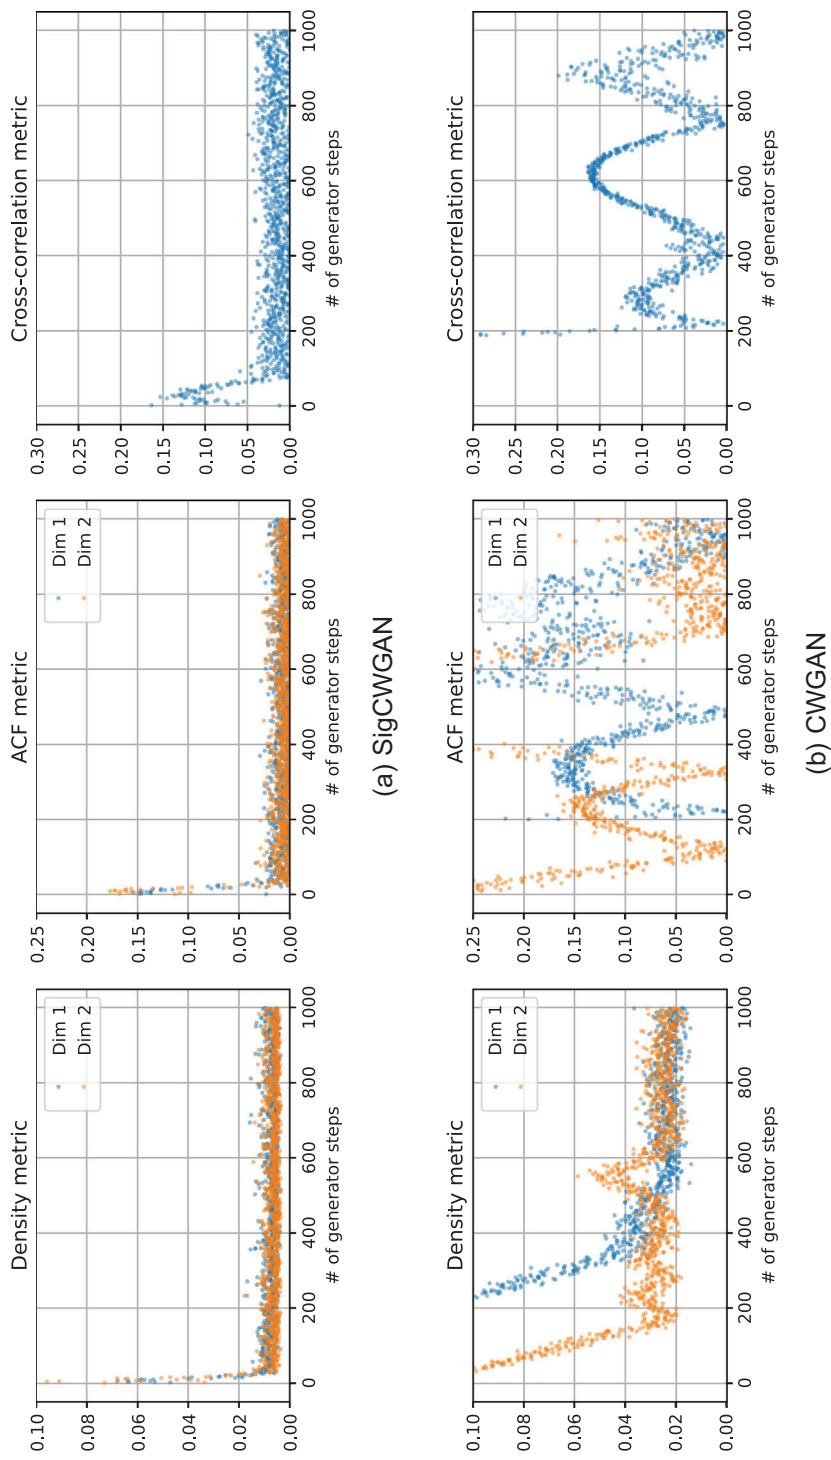 Density metric
Dim 1
Dim 2
0.10
0.08
0.06
0.04
0.02
0.00
0 200 400 600 800 1000
# of generator steps
ACF metric
Dim 1
Dim 2
0.25
0.20
0.15
0.10
0.05
0.00
0 200 400 600 800 1000
# of generator steps
Cross-correlation metric
0.30
0.25
0.20
0.15
0.10
0.05
0.00
0 200 400 600 800 1000
# of generator steps
(a) SigCWGAN
Density metric
Dim 1
Dim 2
0.10
0.08
0.06
0.04
0.02
0.00
0 200 400 600 800 1000
# of generator steps
ACF metric
Dim 1
Dim 2
0.25
0.20
0.15
0.10
0.05
0.00
0 200 400 600 800 1000
# of generator steps
Cross-correlation metric
0.30
0.25
0.20
0.15
0.10
0.05
0.00
0 200 400 600 800 1000
# of generator steps
(b) CWGAN